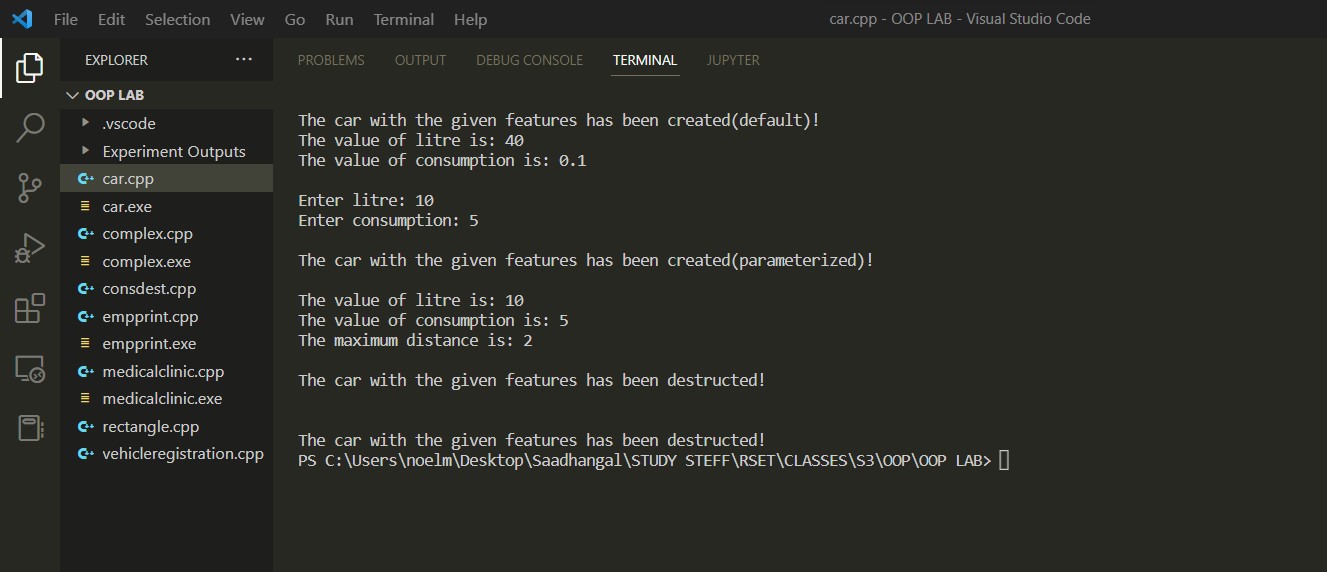 File Edit Selection View Go Run Terminal Help car.cpp - OOP LAB - Visual Studio Code
EXPLORER ···
OOP LAB
.vscode
Experiment Outputs
car.cpp
car.exe
complex.cpp
complex.exe
consdest.cpp
empprint.cpp
empprint.exe
medicalclinic.cpp
medicalclinic.exe
rectangle.cpp
vehicleregistration.cpp
PROBLEMS OUTPUT DEBUG CONSOLE TERMINAL JUPYTER
The car with the given features has been created(default)!
The value of litre is: 40
The value of consumption is: 0.1
Enter litre: 10
Enter consumption: 5
The car with the given features has been created(parameterized)!
The value of litre is: 10
The value of consumption is: 5
The maximum distance is: 2
The car with the given features has been destructed!
The car with the given features has been destructed!
PS C:\Users\noelm\Desktop\Saadhangal\STUDY STEFF\RSET\CLASSES\S3\OOP\OOP LAB>